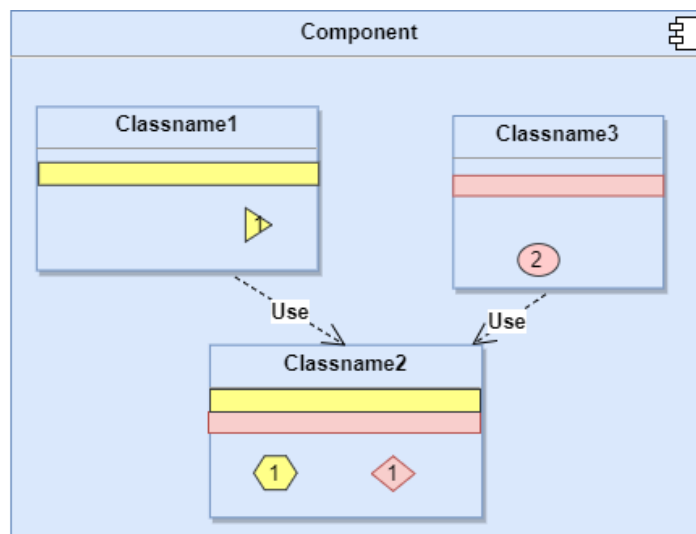 Component
Classname1
Classname3
1
2
Use
Use
Classname2
1
1